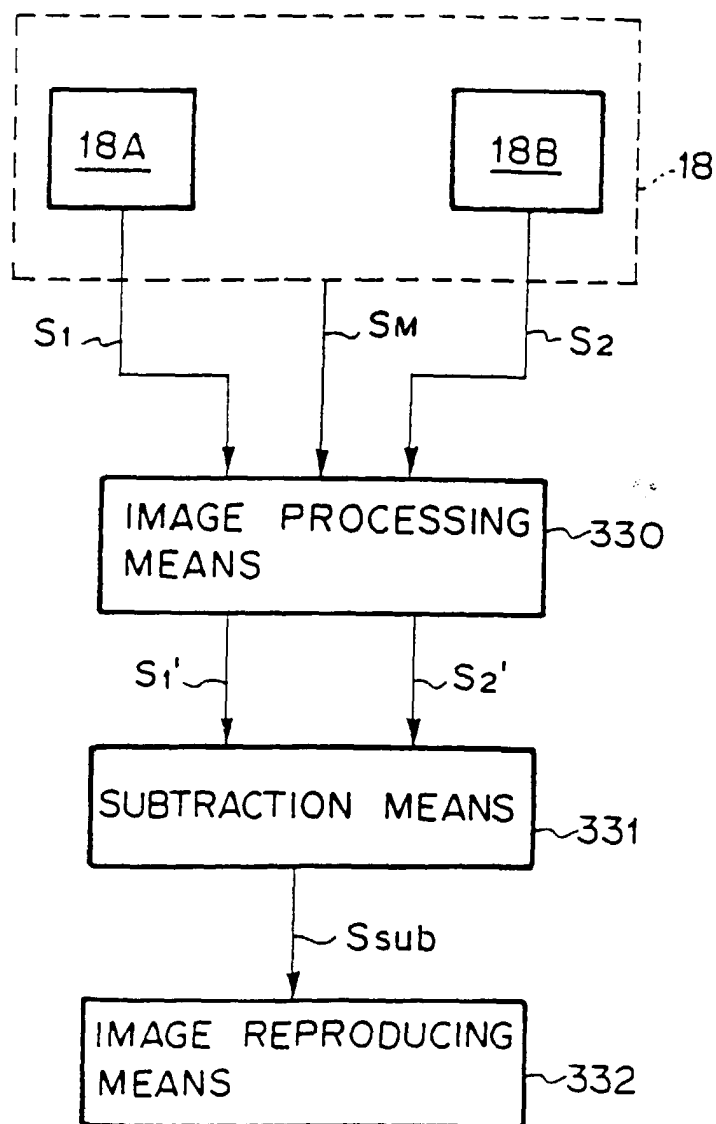 18A
18B
18
S1
SM
S2
IMAGE PROCESSING
MEANS
330
S1'
S2'
SUBTRACTION MEANS
331
Ssub
IMAGE REPRODUCING
MEANS
332